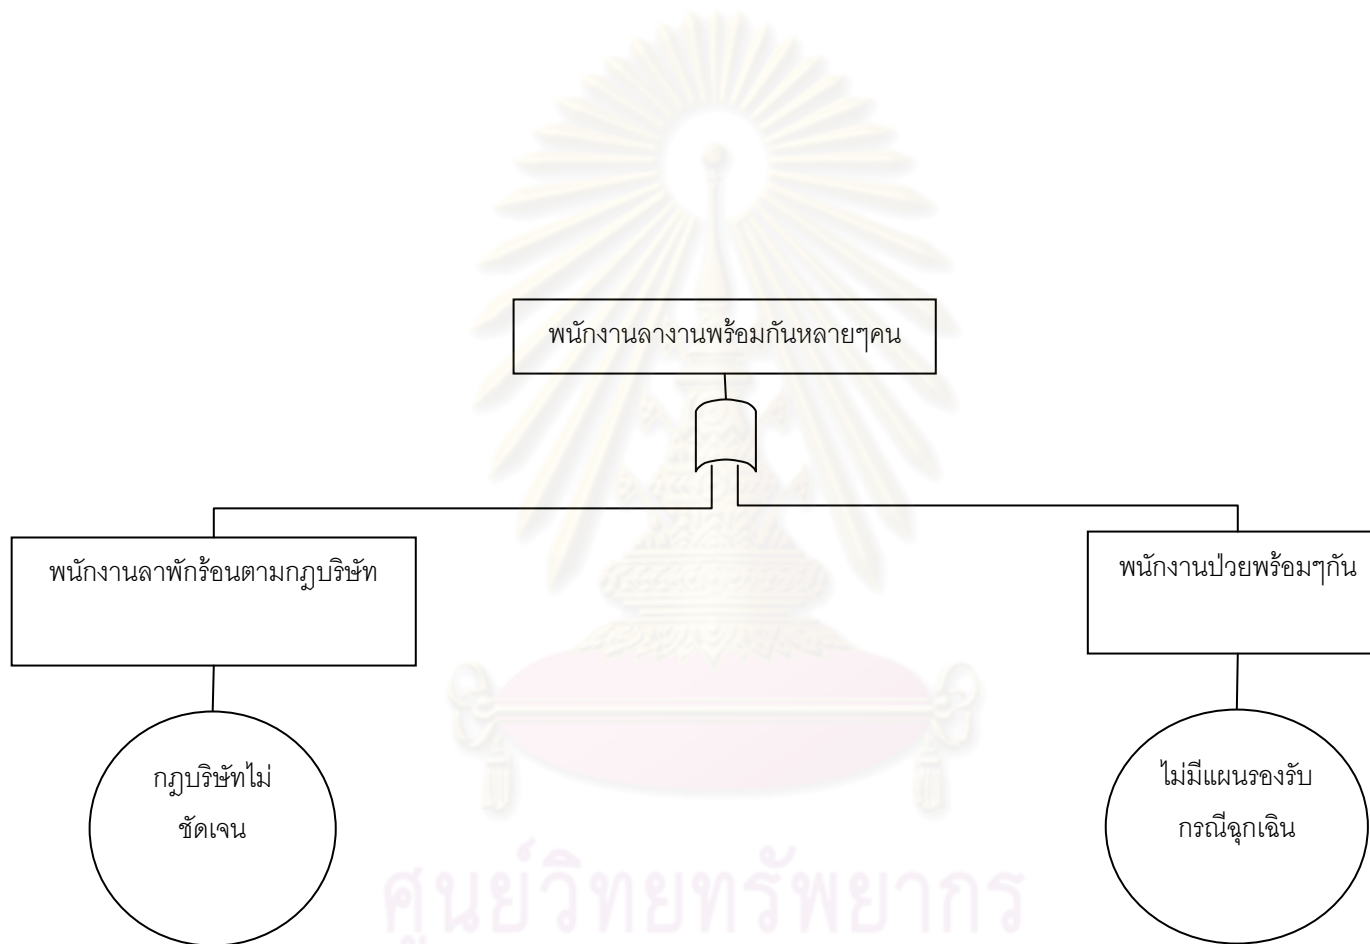 พนักงานลางานพร้อมกันหลายๆคน
พนักงานลาพักร้อนตามกฎบริษัท
พนักงานป่วยพร้อมๆกัน
กฎบริษัทไม่
ชัดเจน
ไม่มีแผนรองรับ
กรณีฉุกเฉิน
ศูนย์วิทยทรัพยากร